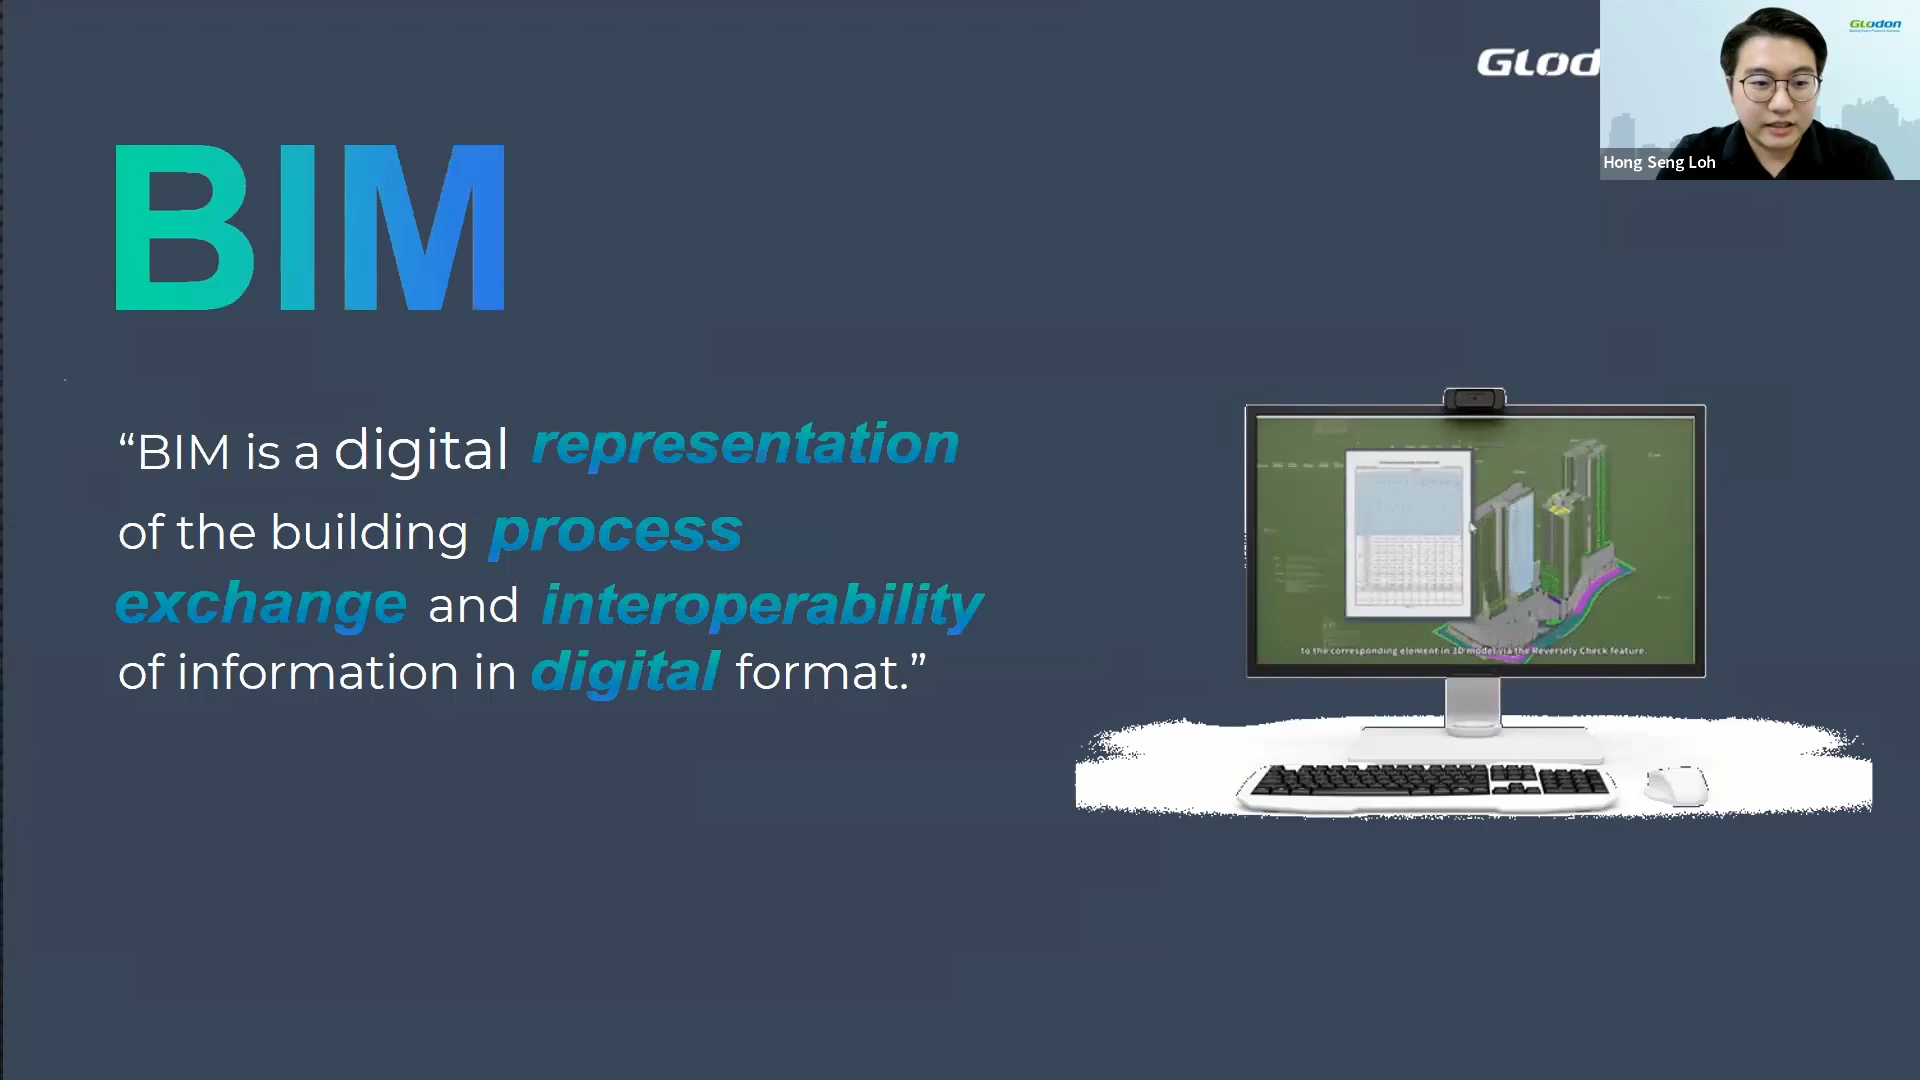 GLOD
GLODON
Hong Seng Loh
BIM
“BIM is a digital representation
of the building process
exchange and interoperability
of information in digital format.”
to the corresponding element in 3D model via the Reversely Check feature.